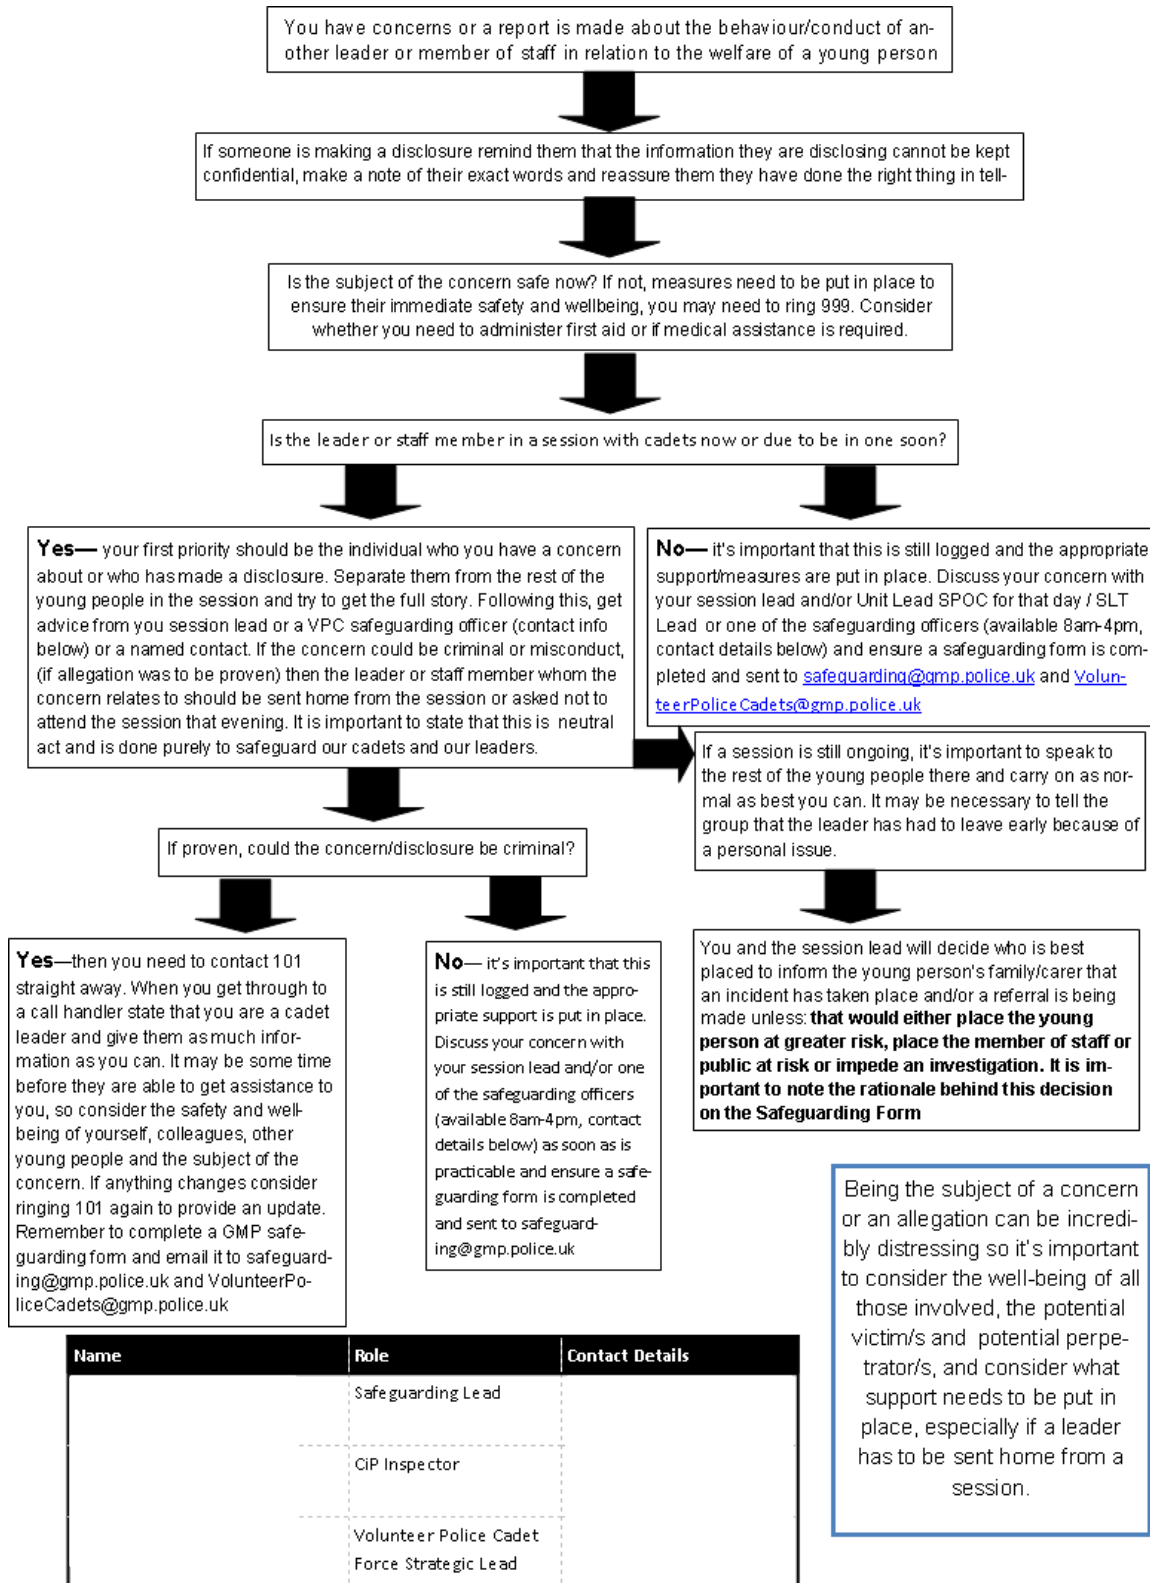 You have concerns or a report is made about the behaviour/conduct of an-
other leader or member of staff in relation to the welfare of a young person
If someone is making a disclosure remind them that the information they are disclosing cannot be kept
confidential, make a note of their exact words and reassure them they have done the right thing in tell-
Is the subject of the concern safe now? If not, measures need to be put in place to
ensure their immediate safety and wellbeing, you may need to ring 999. Consider
whether you need to administer first aid or if medical assistance is required.
Is the leader or staff member in a session with cadets now or due to be in one soon?
Yes— your first priority should be the individual who you have a concern
about or who has made a disclosure. Separate them from the rest of the
young people in the session and try to get the full story. Following this, get
advice from you session lead or a VPC safeguarding officer (contact info
below) or a named contact. If the concern could be criminal or misconduct,
(if allegation was to be proven) then the leader or staff member whom the
concern relates to should be sent home from the session or asked not to
attend the session that evening. It is important to state that this is neutral
act and is done purely to safeguard our cadets and our leaders.
No— it's important that this is still logged and the appropriate
support/measures are put in place. Discuss your concern with
your session lead and/or Unit Lead SPOC for that day / SLT
Lead or one of the safeguarding officers (available 8am-4pm,
contact details below) and ensure a safeguarding form is com-
pleted and sent to safeguarding@gmp.police.uk and Volun-
teerPoliceCadets@gmp.police.uk
If a session is still ongoing, it's important to speak to
the rest of the young people there and carry on as nor-
mal as best you can. It may be necessary to tell the
group that the leader has had to leave early because of
a personal issue.
If proven, could the concern/disclosure be criminal?
Yes—then you need to contact 101
straight away. When you get through to
a call handler state that you are a cadet
leader and give them as much infor-
mation as you can. It may be some time
before they are able to get assistance to
you, so consider the safety and well-
being of yourself, colleagues, other
young people and the subject of the
concern. If anything changes consider
ringing 101 again to provide an update.
Remember to complete a GMP safe-
guarding form and email it to safeguard-
ing@gmp.police.uk and VolunteerPo-
liceCadets@gmp.police.uk
No— it's important that this
is still logged and the appro-
priate support is put in place.
Discuss your concern with
your session lead and/or one
of the safeguarding officers
(available 8am-4pm, contact
details below) as soon as is
practicable and ensure a safe-
guarding form is completed
and sent to safeguard-
ing@gmp.police.uk
You and the session lead will decide who is best
placed to inform the young person's family/carer that
an incident has taken place and/or a referral is being
made unless: that would either place the young
person at greater risk, place the member of staff or
public at risk or impede an investigation. It is im-
portant to note the rationale behind this decision
on the Safeguarding Form
Being the subject of a concern
or an allegation can be incredi-
bly distressing so it's important
to consider the well-being of all
those involved, the potential
victim/s and potential perpe-
trator/s, and consider what
support needs to be put in
place, especially if a leader
has to be sent home from a
session.
Name Role Contact Details
Safeguarding Lead
CiP Inspector
Volunteer Police Cadet
Force Strategic Lead